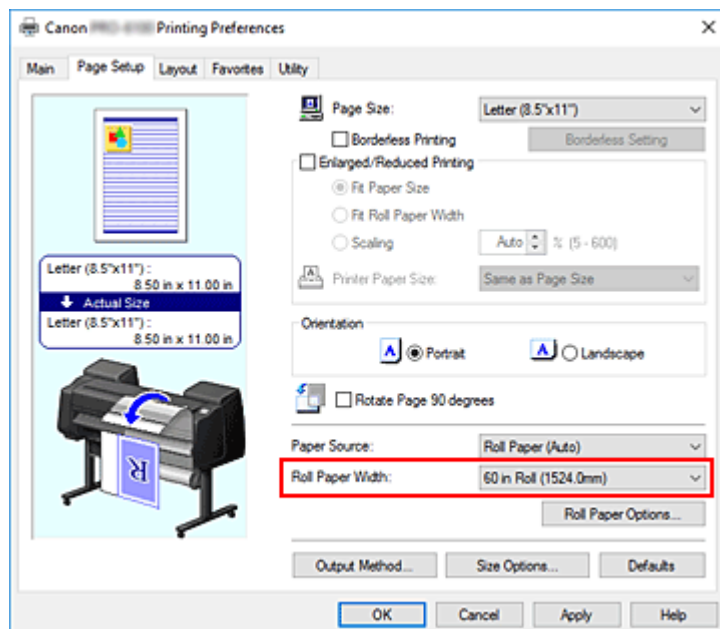 Canon Printing Preferences
Main Page Setup Layout Favorites Utility
Page Size: Letter (8.5"x11")
Borderless Printing Borderless Setting
Enlarged/Reduced Printing
Fit Paper Size
Fit Roll Paper Width
Scaling Auto % (5 - 600)
Printer Paper Size: Same as Page Size
Letter (8.5"x11") :
8.50 in x 11.00 in
Actual Size
Letter (8.5"x11") :
8.50 in x 11.00 in
Orientation
A Portrait A Landscape
Rotate Page 90 degrees
Paper Source: Roll Paper (Auto)
Roll Paper Width: 60 in Roll (1524.0mm)
Roll Paper Options...
R
Output Method... Size Options... Defaults
OK Cancel Apply Help